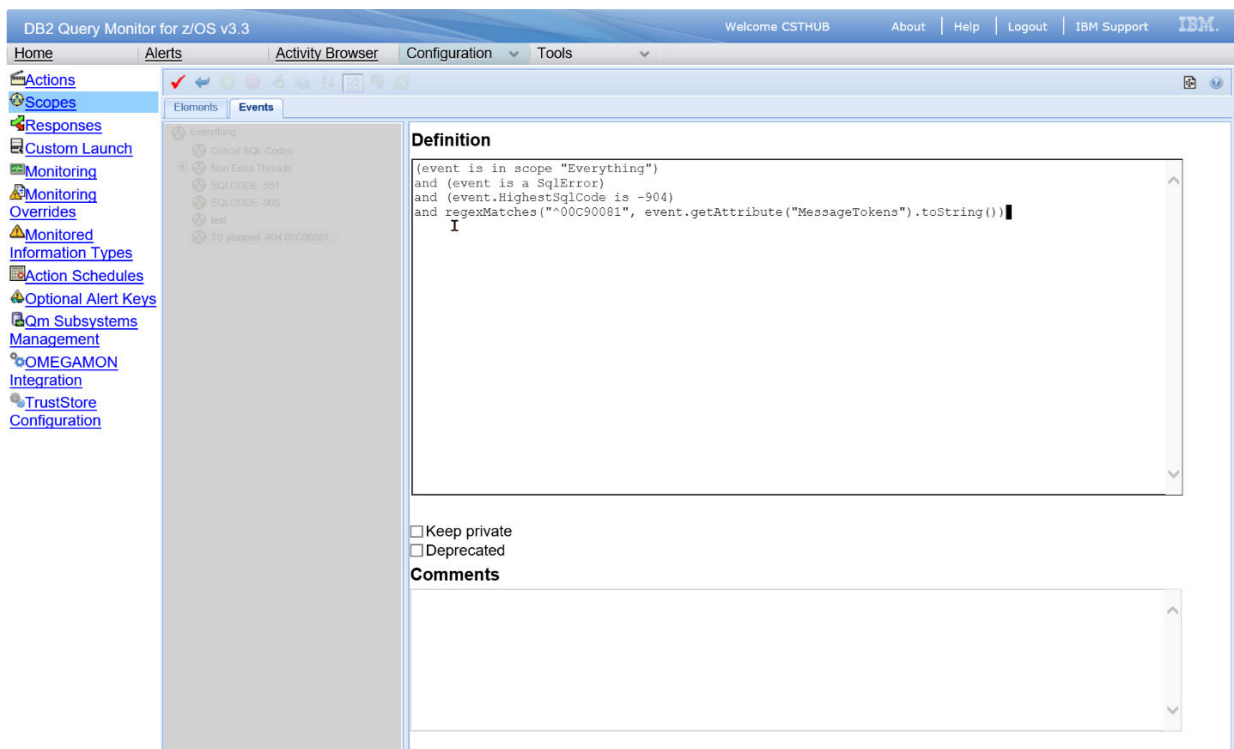 DB2 Query Monitor for z/OS v3.3
Welcome CSTHUB
About
Help
Logout
IBM Support
IBM.
Home
Alerts
Activity Browser
Configuration
Tools
Actions
Scopes
Responses
Custom Launch
Monitoring
Monitoring
Overrides
Monitored
Information Types
Action Schedules
Optional Alert Keys
Qm Subsystems
Management
OMEGAMON
Integration
TrustStore
Configuration
Elements
Events
Everything
Critical SQL Codes
Non Extra Threads
SQLCODE -551
SQLCODE -905
test
TS stopped -904 00C90081
Definition
(event is in scope "Everything")
and (event is a SqlError)
and (event.HighestSqlCode is -904)
and regexMatches("^00C90081", event.getAttribute("MessageTokens").toString())
Keep private
Deprecated
Comments